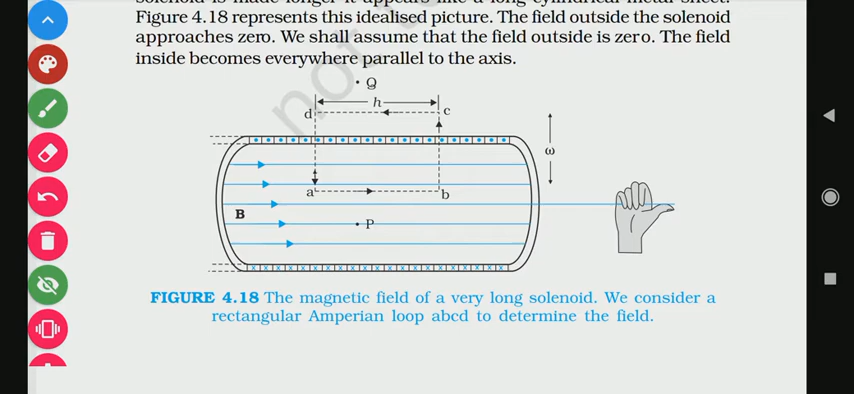 Figure 4.18 represents this idealised picture. The field outside the solenoid
approaches zero. We shall assume that the field outside is zero. The field
inside becomes everywhere parallel to the axis.
Q
h
d
c
ω
a
b
B
P
FIGURE 4.18 The magnetic field of a very long solenoid. We consider a
rectangular Amperian loop abcd to determine the field.